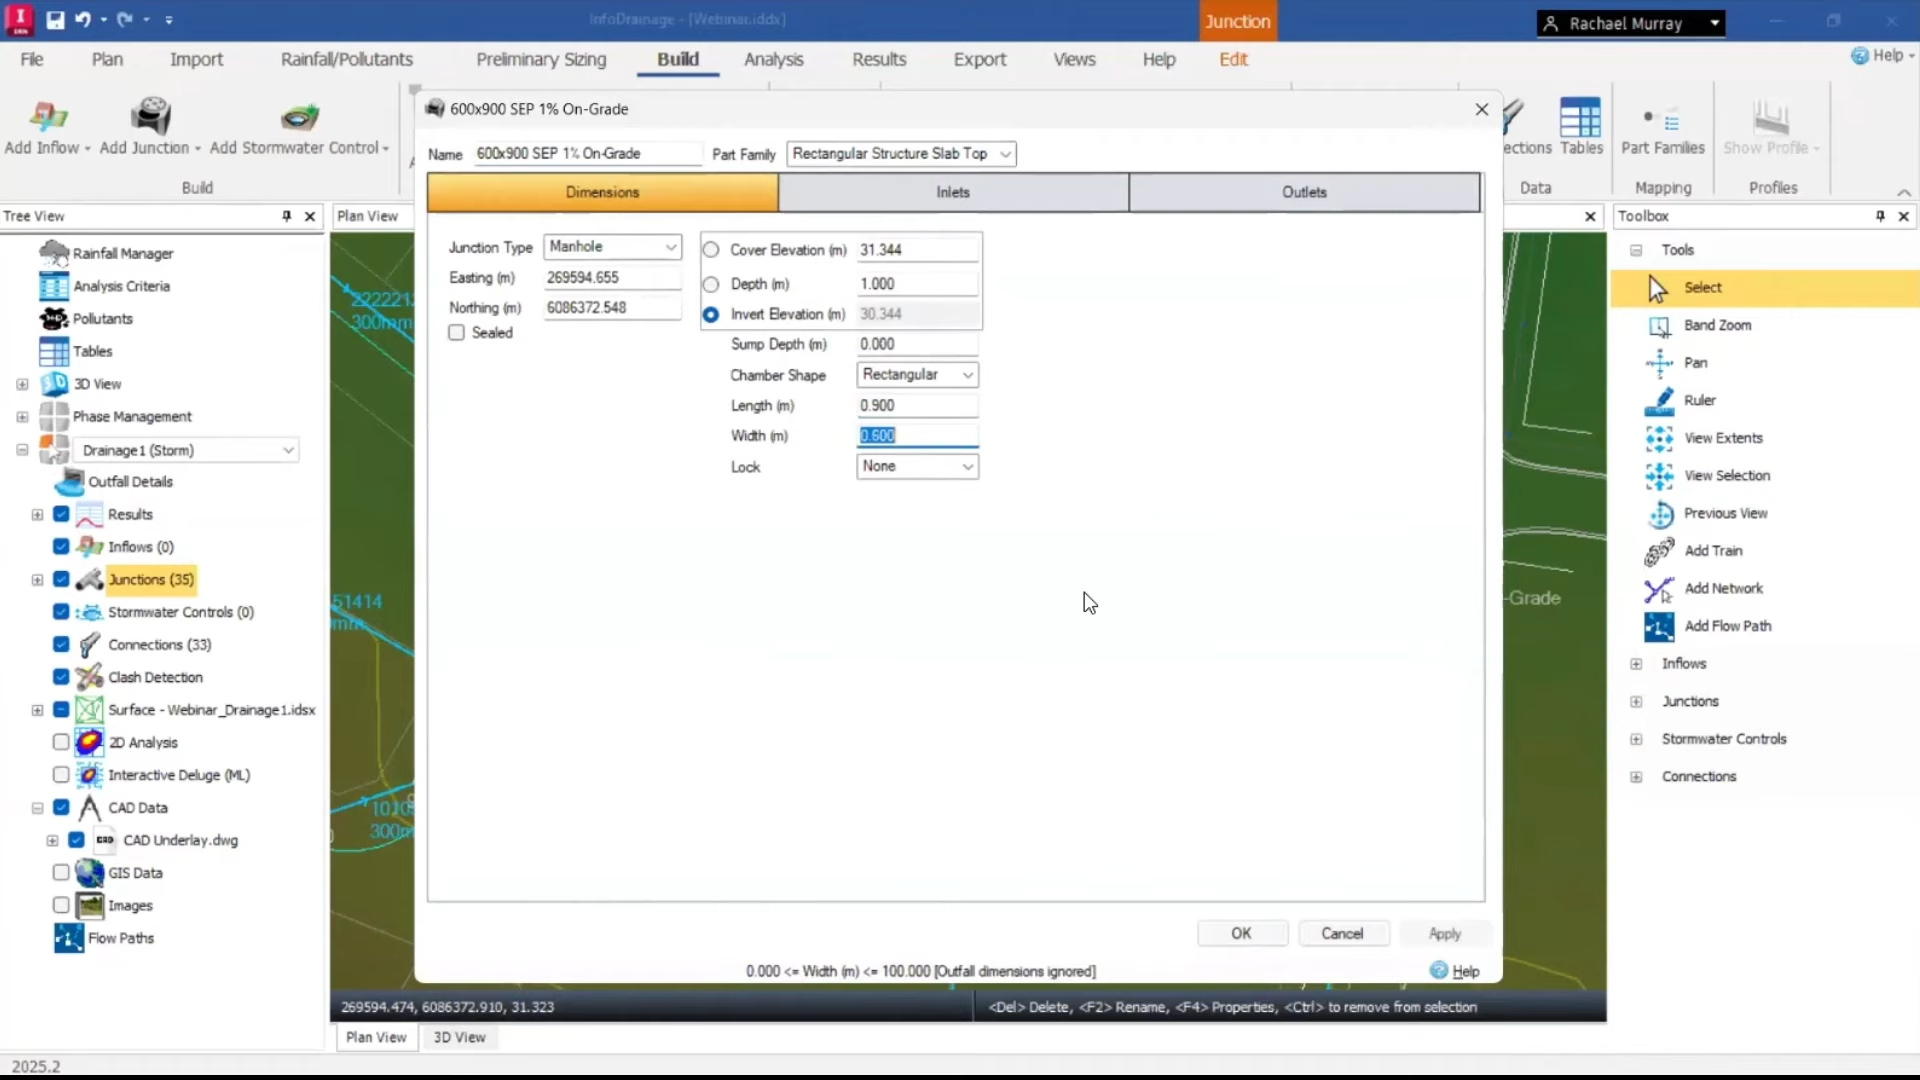 InfoDrainage - [Webinar.iddx]
Junction
Rachael Murray
File
Plan
Import
Rainfall/Pollutants
Preliminary Sizing
Build
Analysis
Results
Export
Views
Help
Edit
Help
Add Inflow
Add Junction
Add Stormwater Control
Build
ections
Tables
Part Families
Show Profile
Data
Mapping
Profiles
Tree View
Plan View
Toolbox
Rainfall Manager
Analysis Criteria
Pollutants
Tables
3D View
Phase Management
Drainage1 (Storm)
Outfall Details
Results
Inflows (0)
Junctions (35)
Stormwater Controls (0)
Connections (33)
Clash Detection
Surface - Webinar_Drainage1.idsx
2D Analysis
Interactive Deluge (ML)
CAD Data
CAD Underlay.dwg
GIS Data
Images
Flow Paths
600x900 SEP 1% On-Grade
Name 600x900 SEP 1% On-Grade Part Family Rectangular Structure Slab Top
Dimensions Inlets Outlets
Junction Type Manhole
Easting (m) 269594.655
Northing (m) 6086372.548
Sealed
Cover Elevation (m) 31.344
Depth (m) 1.000
Invert Elevation (m) 30.344
Sump Depth (m) 0.000
Chamber Shape Rectangular
Length (m) 0.900
Width (m) 0.600
Lock None
OK Cancel Apply
0.000 <= Width (m) <= 100.000 [Outfall dimensions ignored]
Help
51414
-Grade
Tools
Select
Band Zoom
Pan
Ruler
View Extents
View Selection
Previous View
Add Train
Add Network
Add Flow Path
Inflows
Junctions
Stormwater Controls
Connections
269594.474, 6086372.910, 31.323
<Del> Delete, <F2> Rename, <F4> Properties, <Ctrl> to remove from selection
Plan View
3D View
2025.2